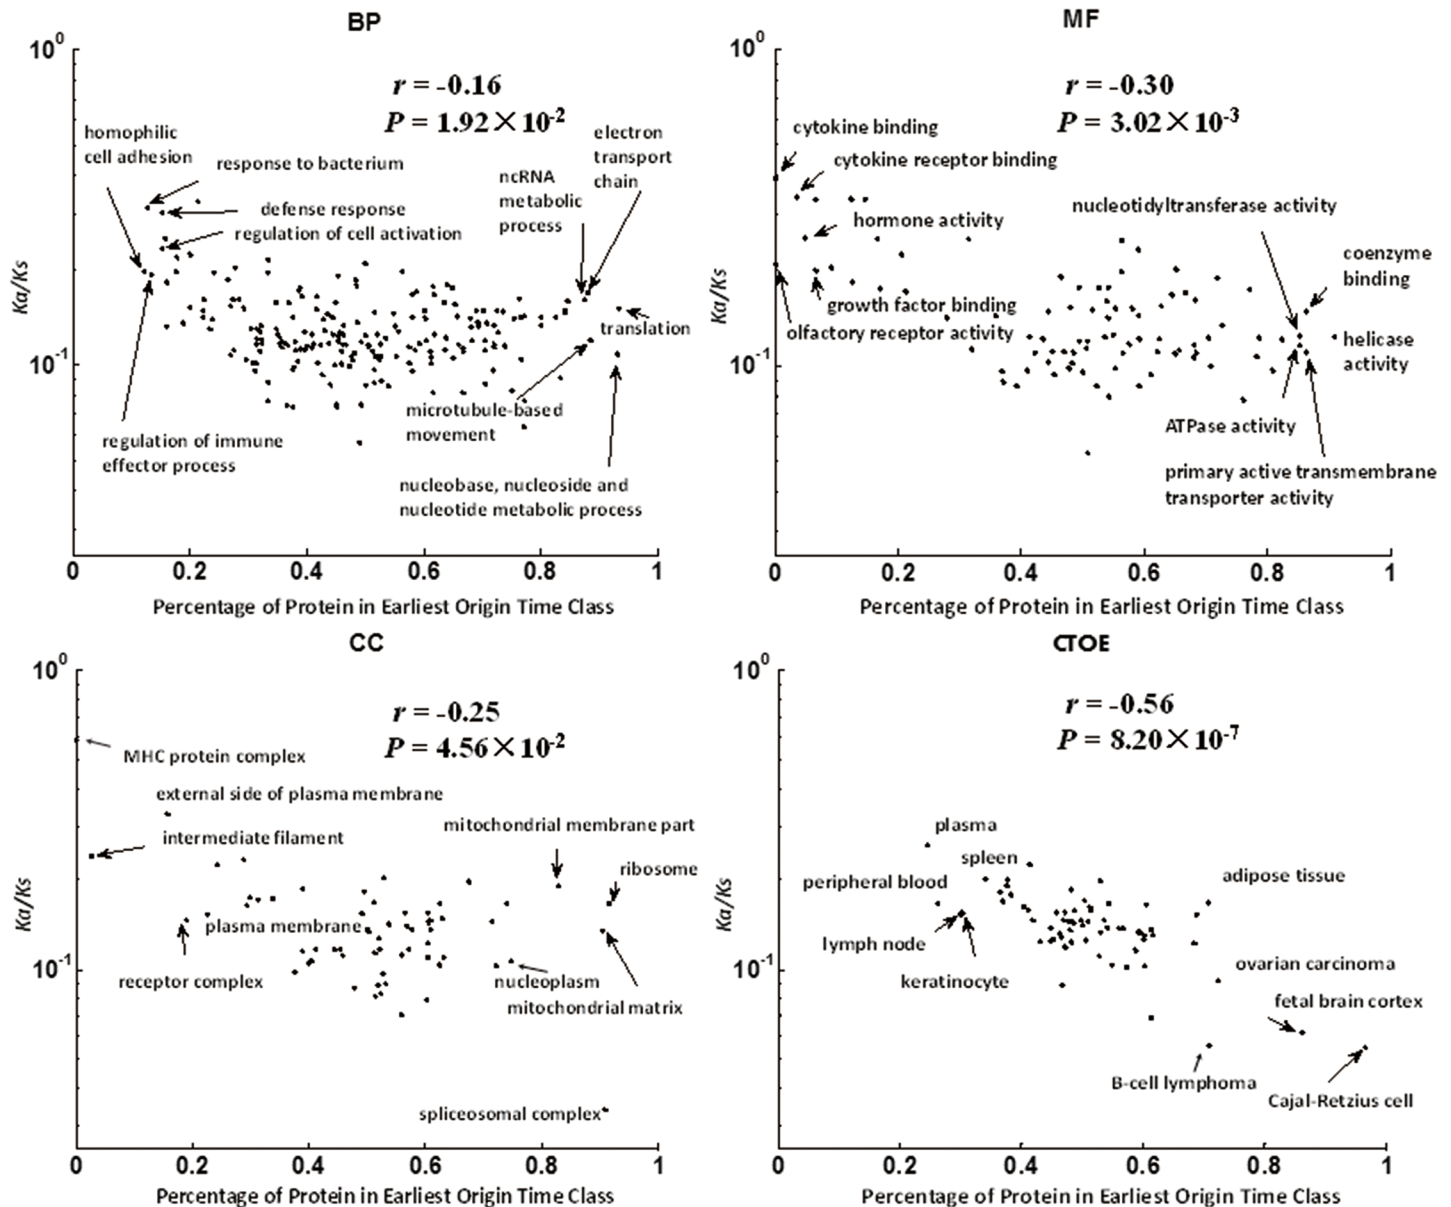 BP
10^0
r = -0.16
P = 1.92×10^-2
homophilic
cell adhesion
response to bacterium
defense response
regulation of cell activation
ncRNA
metabolic
process
electron
transport
chain
translation
Ka/Ks
10^-1
microtubule-based
movement
regulation of immune
effector process
nucleobase, nucleoside and
nucleotide metabolic process
0 0.2 0.4 0.6 0.8 1
Percentage of Protein in Earliest Origin Time Class
MF
10^0
r = -0.30
P = 3.02×10^-3
cytokine binding
cytokine receptor binding
hormone activity
nucleotidyltransferase activity
coenzyme
binding
growth factor binding
olfactory receptor activity
Ka/Ks
10^-1
helicase
activity
ATPase activity
primary active transmembrane
transporter activity
0 0.2 0.4 0.6 0.8 1
Percentage of Protein in Earliest Origin Time Class
CC
10^0
r = -0.25
P = 4.56×10^-2
MHC protein complex
external side of plasma membrane
intermediate filament
mitochondrial membrane part
ribosome
Ka/Ks
plasma membrane
10^-1
receptor complex
nucleoplasm
mitochondrial matrix
spliceosomal complex
0 0.2 0.4 0.6 0.8 1
Percentage of Protein in Earliest Origin Time Class
CTOE
10^0
r = -0.56
P = 8.20×10^-7
plasma
spleen
peripheral blood
adipose tissue
Ka/Ks
lymph node
10^-1
keratinocyte
ovarian carcinoma
fetal brain cortex
B-cell lymphoma
Cajal-Retzius cell
0 0.2 0.4 0.6 0.8 1
Percentage of Protein in Earliest Origin Time Class